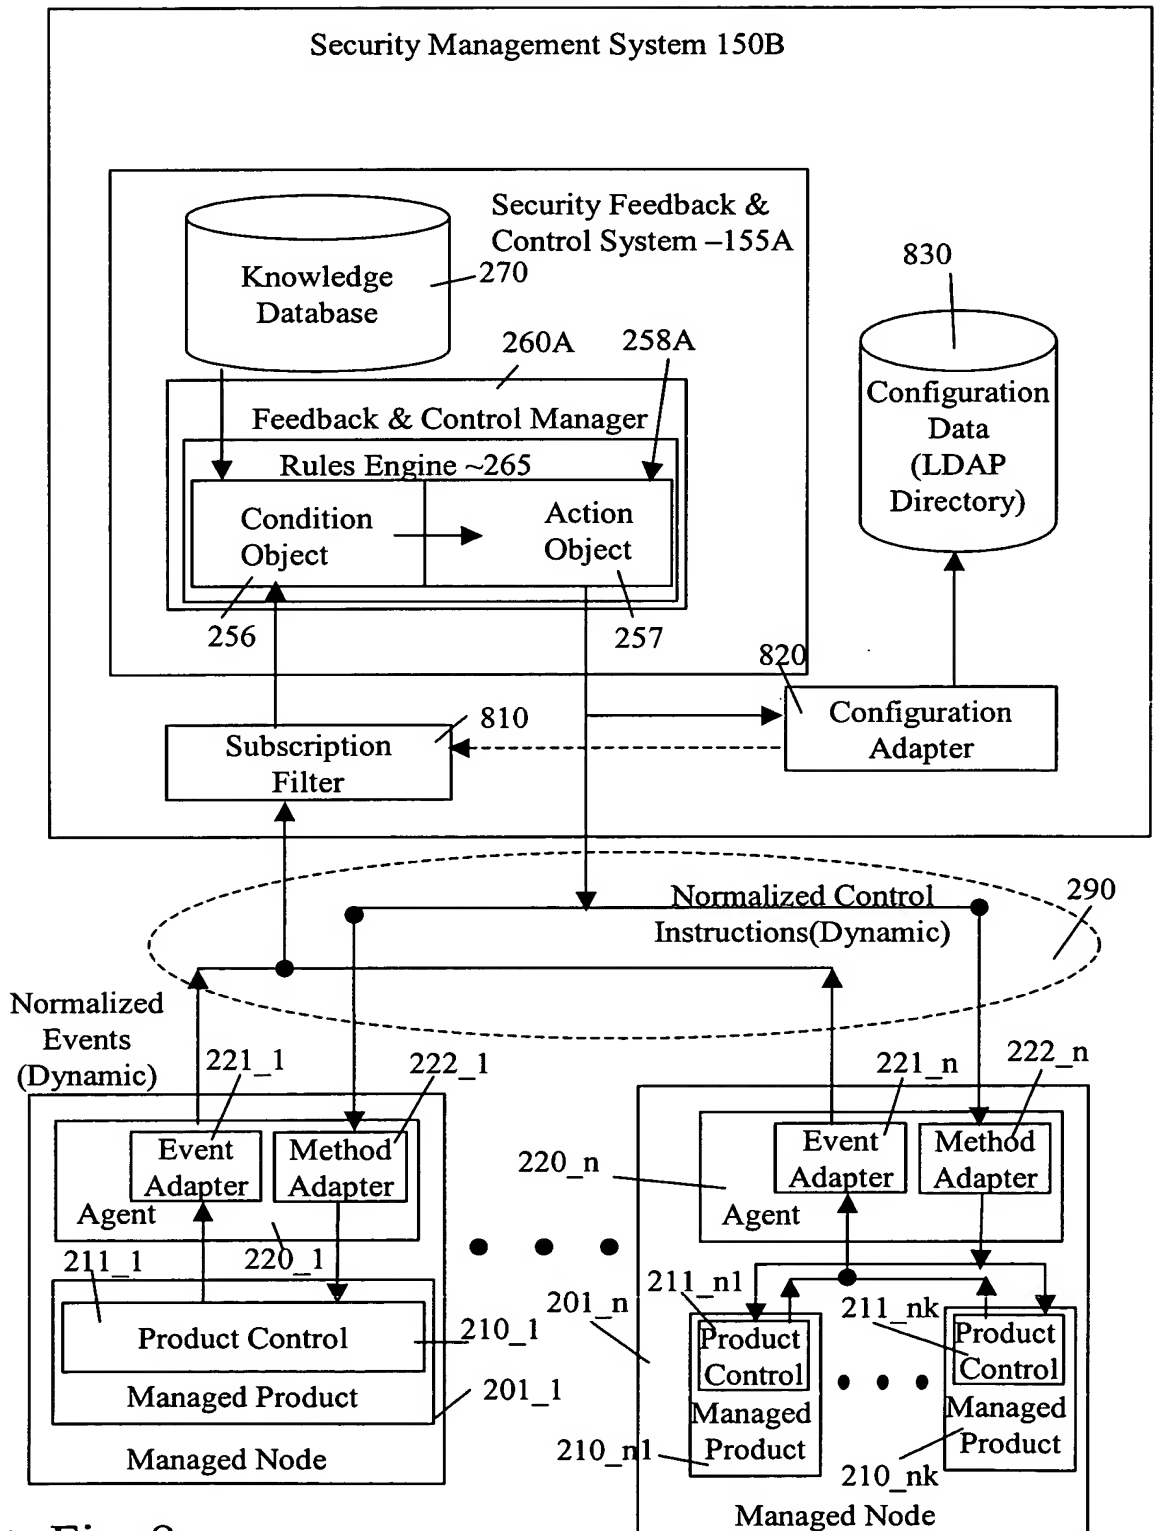 Security Management System 150B
Security Feedback &
Control System –155A
270
Knowledge
Database
830
260A
258A
Configuration
Data
(LDAP
Directory)
Feedback & Control Manager
Rules Engine ~265
Condition
Object
Action
Object
256
257
820
810
Subscription
Filter
Configuration
Adapter
290
Normalized Control
Instructions(Dynamic)
Normalized
Events
(Dynamic)
221_1
222_1
221_n
222_n
Event
Adapter
Method
Adapter
Agent
220_1
220_n
Event
Adapter
Method
Adapter
Agent
211_1
Product Control
210_1
Managed Product
201_1
Managed Node
201_n
211_n1
211_nk
Product
Control
Product
Control
Managed
Product
Managed
Product
210_n1
210_nk
Managed Node